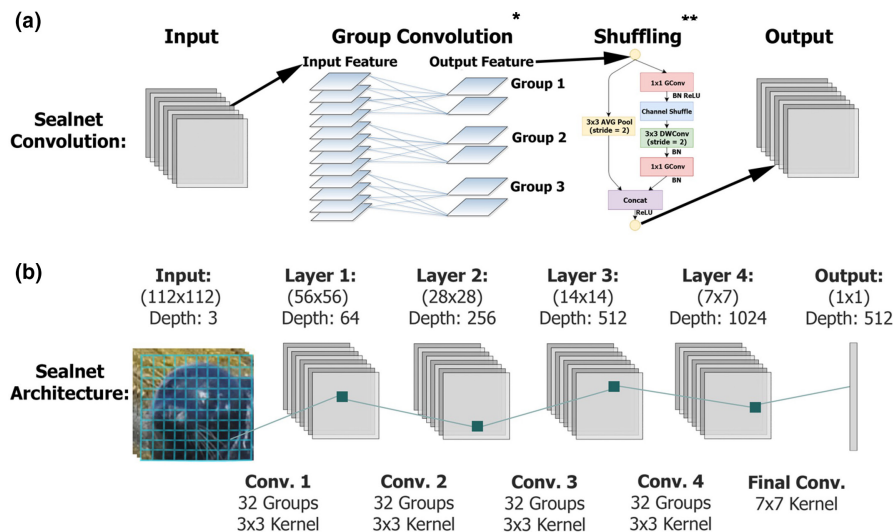 (a)
Input
Group Convolution *
Shuffling **
Output
Input Feature
Output Feature
Sealnet
Convolution:
Group 1
Group 2
Group 3
1x1 GConv
BN ReLU
Channel Shuffle
3x3 AVG Pool
(stride = 2)
3x3 DWConv
(stride = 2)
BN
1x1 GConv
BN
Concat
ReLU
(b)
Input:
(112x112)
Depth: 3
Layer 1:
(56x56)
Depth: 64
Layer 2:
(28x28)
Depth: 256
Layer 3:
(14x14)
Depth: 512
Layer 4:
(7x7)
Depth: 1024
Output:
(1x1)
Depth: 512
Sealnet
Architecture:
Conv. 1
32 Groups
3x3 Kernel
Conv. 2
32 Groups
3x3 Kernel
Conv. 3
32 Groups
3x3 Kernel
Conv. 4
32 Groups
3x3 Kernel
Final Conv.
7x7 Kernel